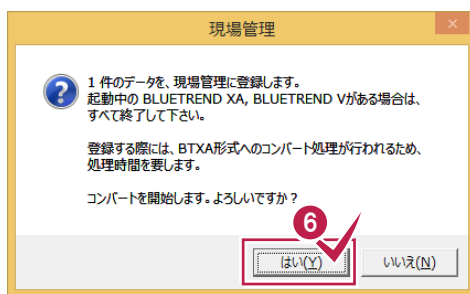 現場管理
1 件のデータを、現場管理に登録します。
起動中の BLUETREND XA, BLUETREND Vがある場合は、
すべて終了して下さい。
登録する際には、BTXA形式へのコンバート処理が行われるため、
処理時間を要します。
コンバートを開始します。よろしいですか？
6
はい(Y)
いいえ(N)